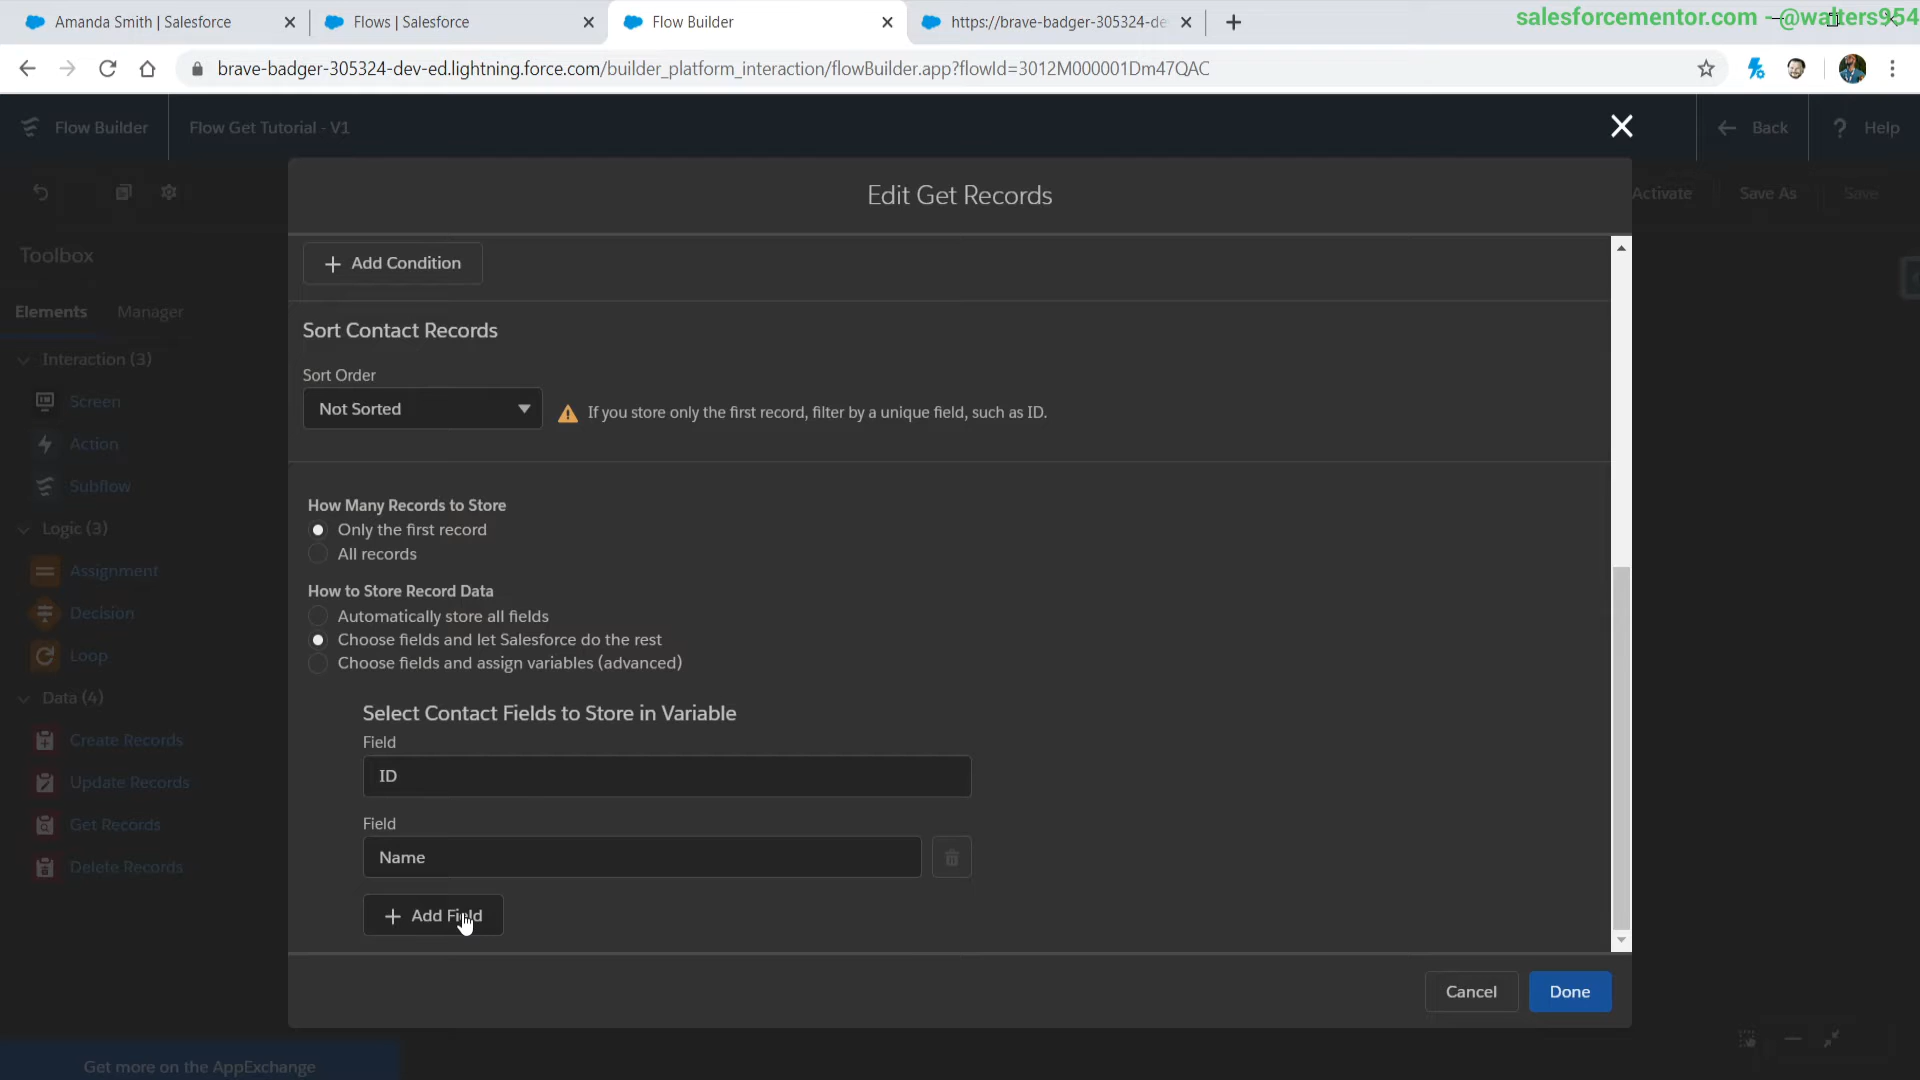 Amanda Smith | Salesforce
Flows | Salesforce
Flow Builder
https://brave-badger-305324-de
salesforcementor.com - @walters954
brave-badger-305324-dev-ed.lightning.force.com/builder_platform_interaction/flowBuilder.app?flowId=3012M000001Dm47QAC
Flow Builder
Flow Get Tutorial - V1
Back
? Help
Edit Get Records
Activate
Save As
Save
Toolbox
Elements
Manager
Interaction (3)
Screen
Action
Subflow
Logic (3)
Assignment
Decision
Loop
Data (4)
Create Records
Update Records
Get Records
Delete Records
Get more on the AppExchange
+ Add Condition
Sort Contact Records
Sort Order
Not Sorted
If you store only the first record, filter by a unique field, such as ID.
How Many Records to Store
Only the first record
All records
How to Store Record Data
Automatically store all fields
Choose fields and let Salesforce do the rest
Choose fields and assign variables (advanced)
Select Contact Fields to Store in Variable
Field
ID
Field
Name
+ Add Field
Cancel
Done